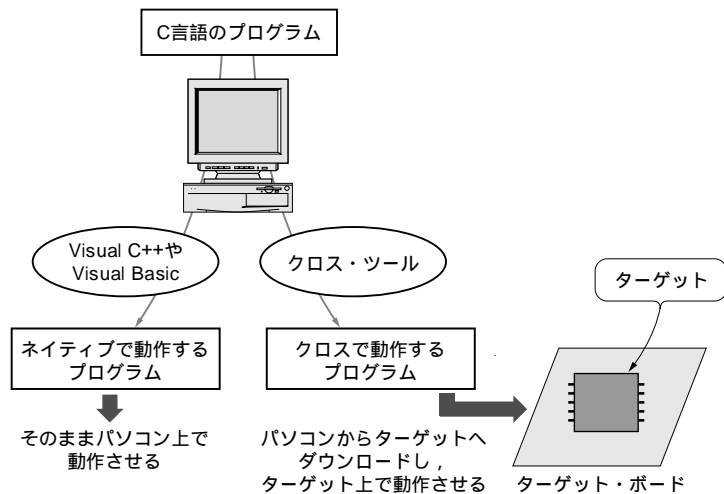 C言語のプログラム
Visual C++や
Visual Basic
クロス・ツール
ターゲット
ネイティブで動作する
プログラム
クロスで動作する
プログラム
そのままパソコン上で
動作させる
パソコンからターゲットへ
ダウンロードし，
ターゲット上で動作させる
ターゲット・ボード